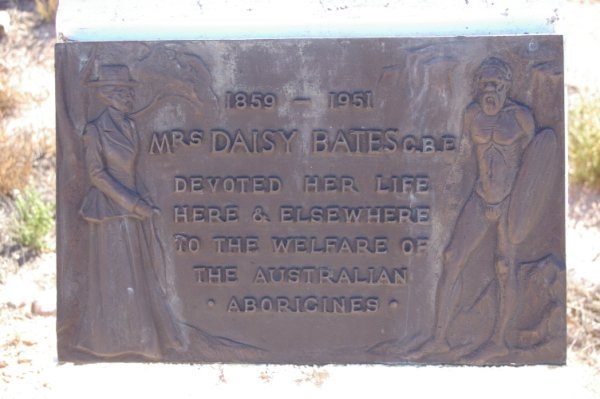 1859 – 1951
MRS DAISY BATES C.B.E
DEVOTED HER LIFE
HERE & ELSEWHERE
TO THE WELFARE OF
THE AUSTRALIAN
• ABORIGINES •